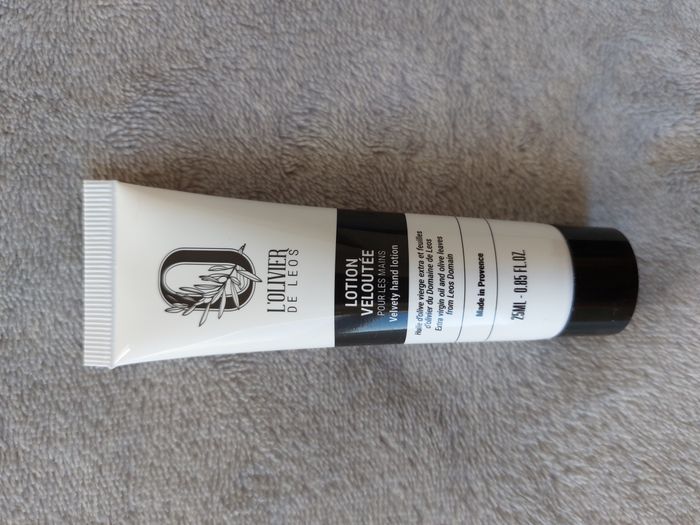 L'OLIVIER
DE LEOS
LOTION
VELOUTÉE
POUR LES MAINS
Velvety hand lotion
Huile d'olive vierge extra et feuilles
d'olivier du Domaine de Leos
Extra virgin oil and olive leaves
from Leos Domain
Made in Provence
25ML - 0.85 FL.OZ.